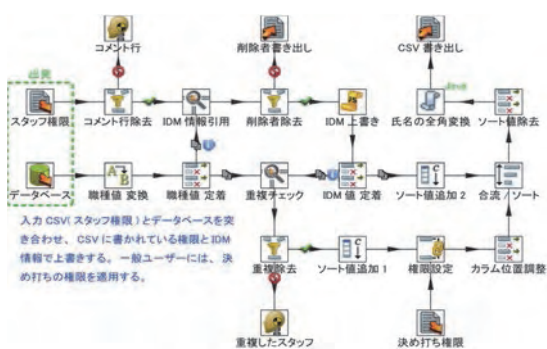 コメント行
削除者書き出し
CSV 書き出し
スタッフ権限
コメント行除去
IDM 情報引用
削除者除去
IDM 上書き
氏名の全角変換
ソート値除去
データベース
職種値 変換
職種値 定着
重複チェック
IDM 値 定着
ソート値追加 2
合流 / ソート
入力 CSV( スタッフ権限 ) とデータベースを突
き合わせ、CSV に書かれている権限と IDM
情報で上書きする。一般ユーザーには、決
め打ちの権限を適用する。
重複除去
ソート値追加 1
権限設定
カラム位置調整
重複したスタッフ
決め打ち権限